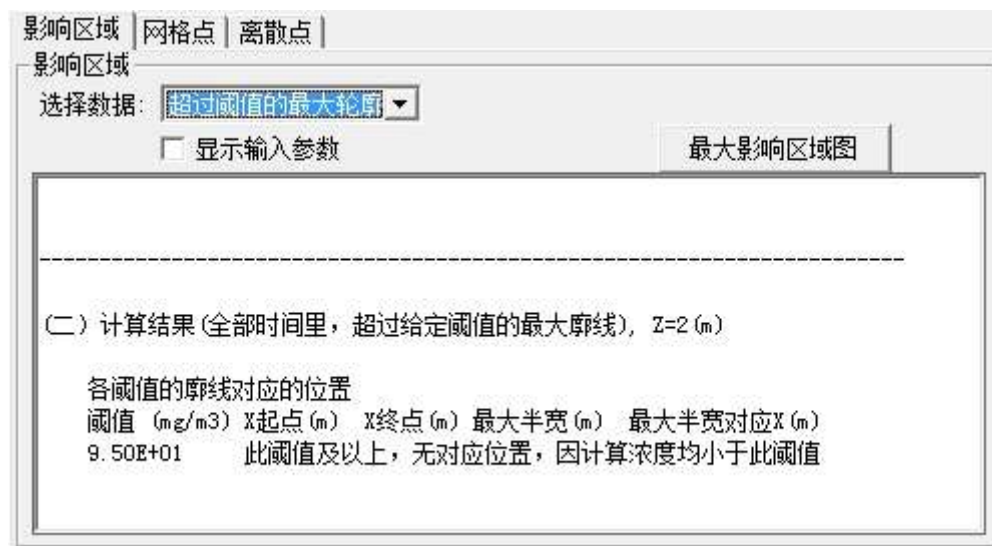 影响区域 网格点 离散点
影响区域
选择数据: 超过阈值的最大轮廓
显示输入参数 最大影响区域图
(二) 计算结果(全部时间里，超过给定阈值的最大廓线), Z=2(m)
各阈值的廓线对应的位置
阈值 (mg/m3) X起点(m) X终点(m) 最大半宽(m) 最大半宽对应X(m)
9.50E+01 此阈值及以上，无对应位置，因计算浓度均小于此阈值